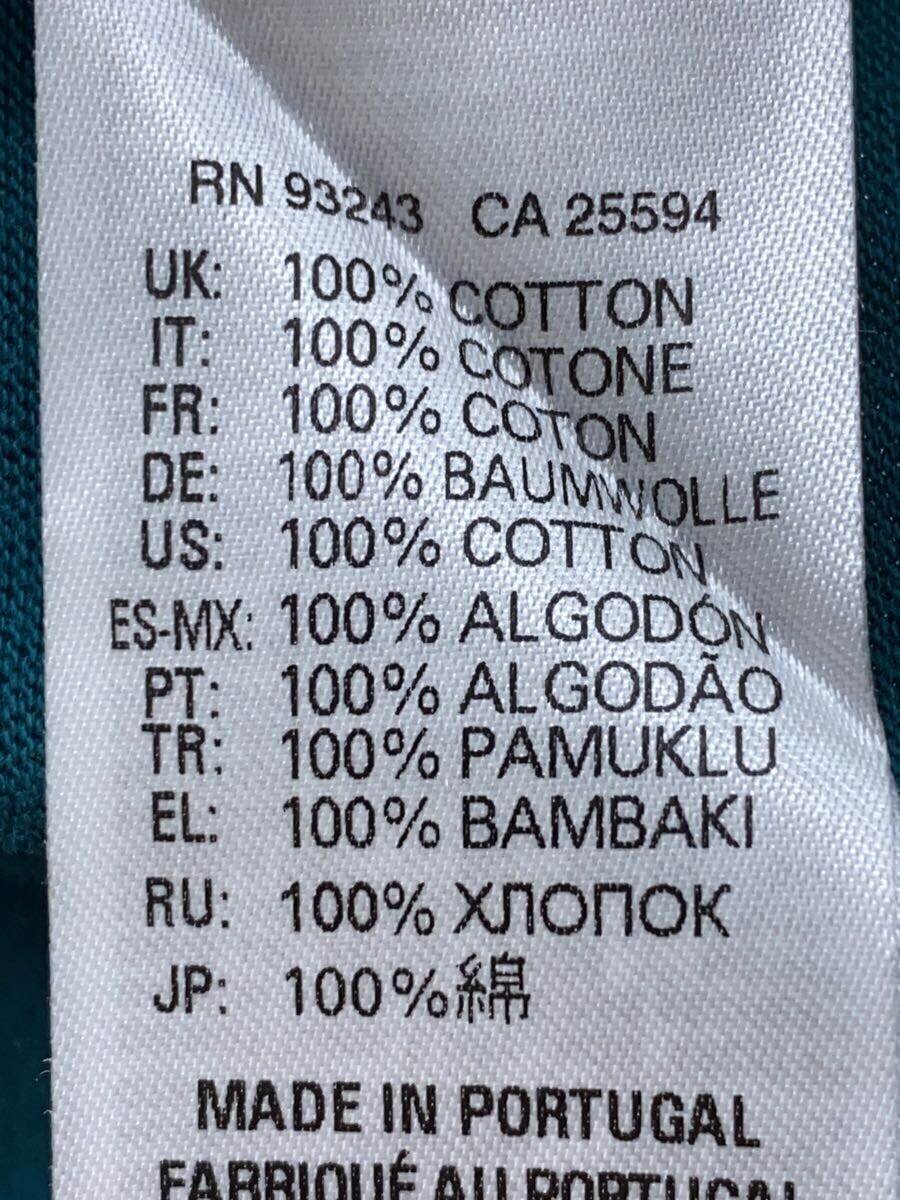 RN 93243 CA 25594
UK: 100% COTTON
IT: 100% COTONE
FR: 100% COTON
DE: 100% BAUMWOLLE
US: 100% COTTON
ES-MX: 100% ALGODÓN
PT: 100% ALGODÃO
TR: 100% PAMUKLU
EL: 100% BAMBAKI
RU: 100% ХЛОПОК
JP: 100%綿
MADE IN PORTUGAL
FABRIQUÉ AU PORTUGAL